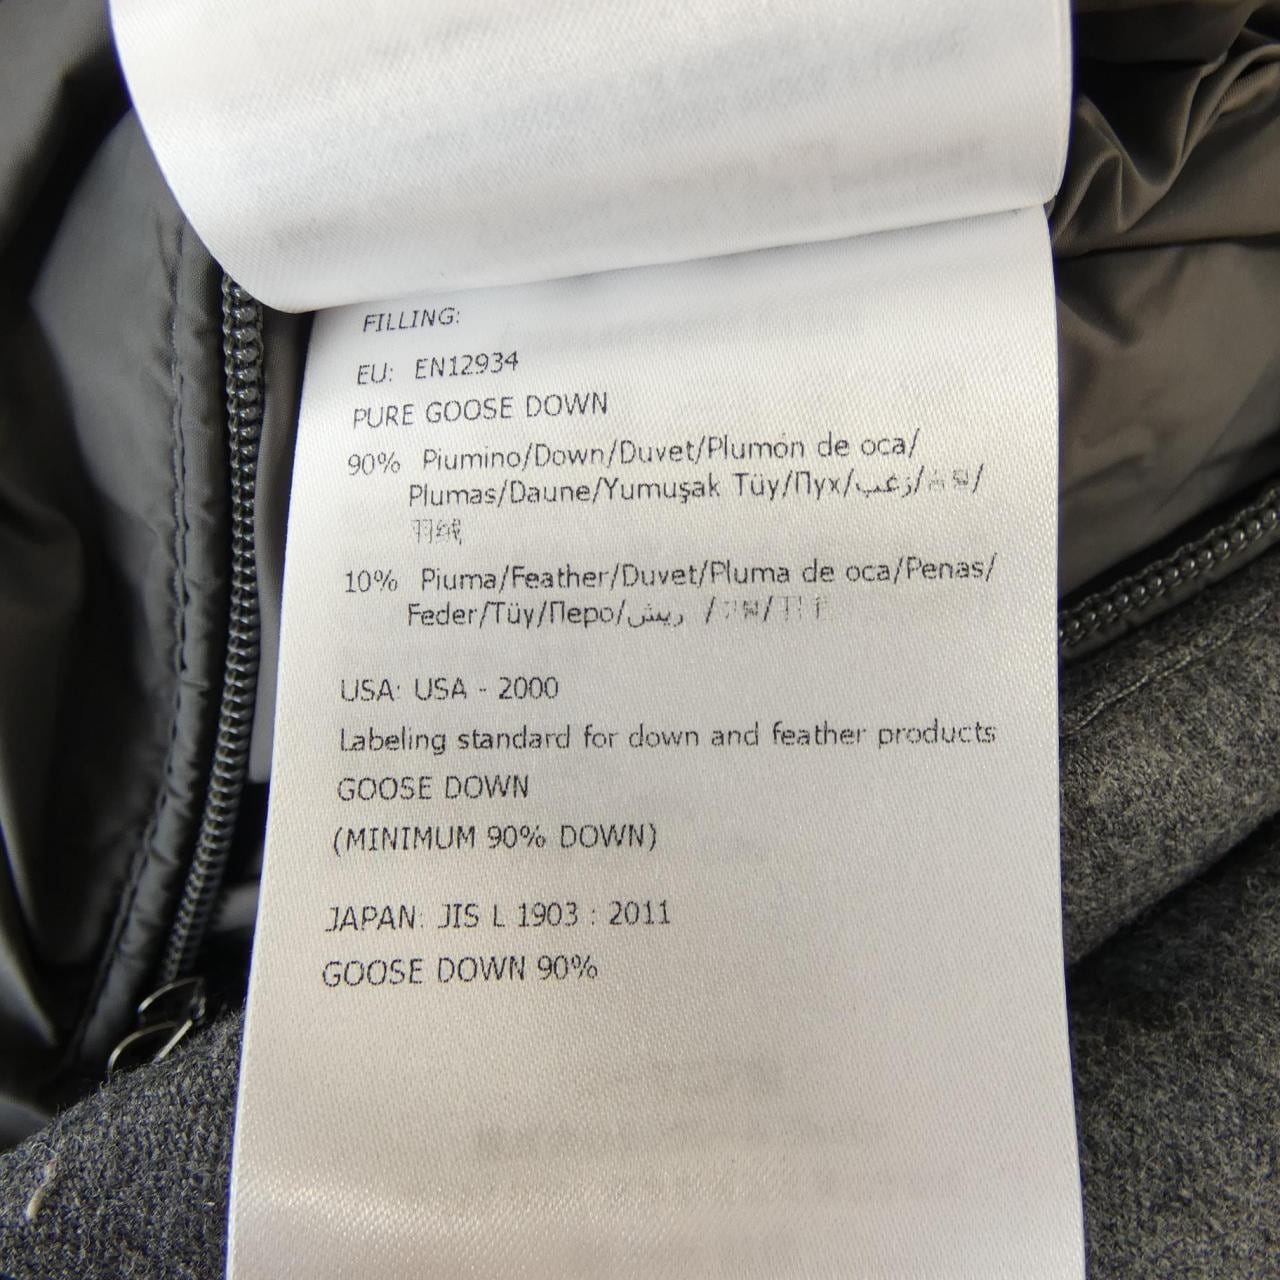 FILLING:
EU: EN12934
PURE GOOSE DOWN
90% Piumino/Down/Duvet/Plumón de oca/
Plumas/Daune/Yumuşak Tüy/Пух/زغب/
羽绒
10% Piuma/Feather/Duvet/Pluma de oca/Penas/
Feder/Tüy/Перо/ريش /
USA: USA - 2000
Labeling standard for down and feather products
GOOSE DOWN
(MINIMUM 90% DOWN)
JAPAN: JIS L 1903 : 2011
GOOSE DOWN 90%